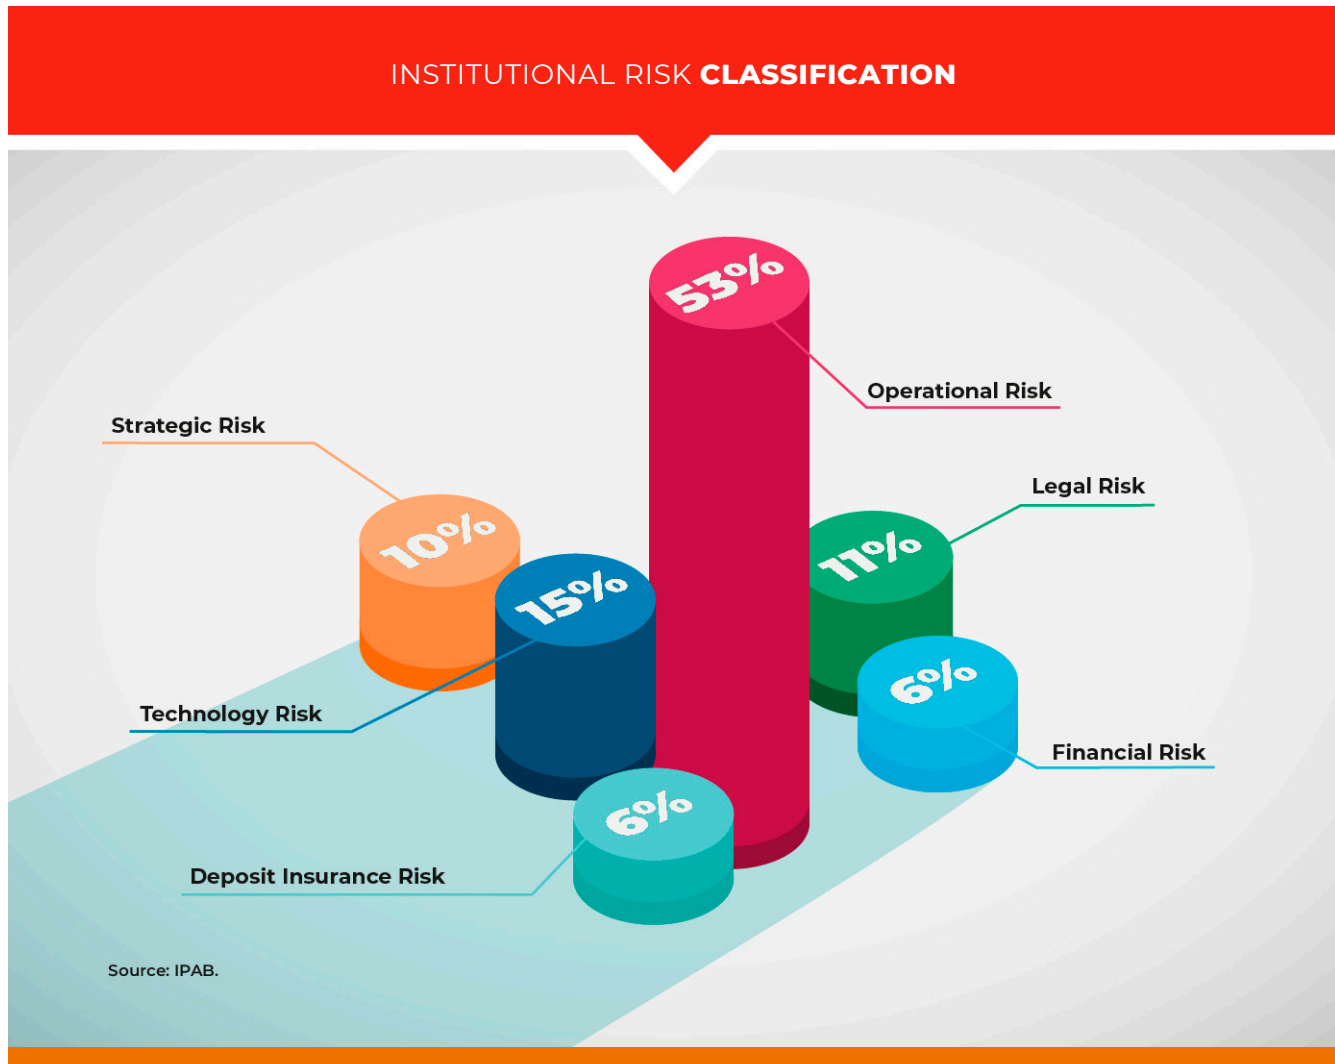 INSTITUTIONAL RISK CLASSIFICATION
53%
Operational Risk
Strategic Risk
10%
Legal Risk
11%
15%
6%
Technology Risk
Financial Risk
6%
Deposit Insurance Risk
Source: IPAB.